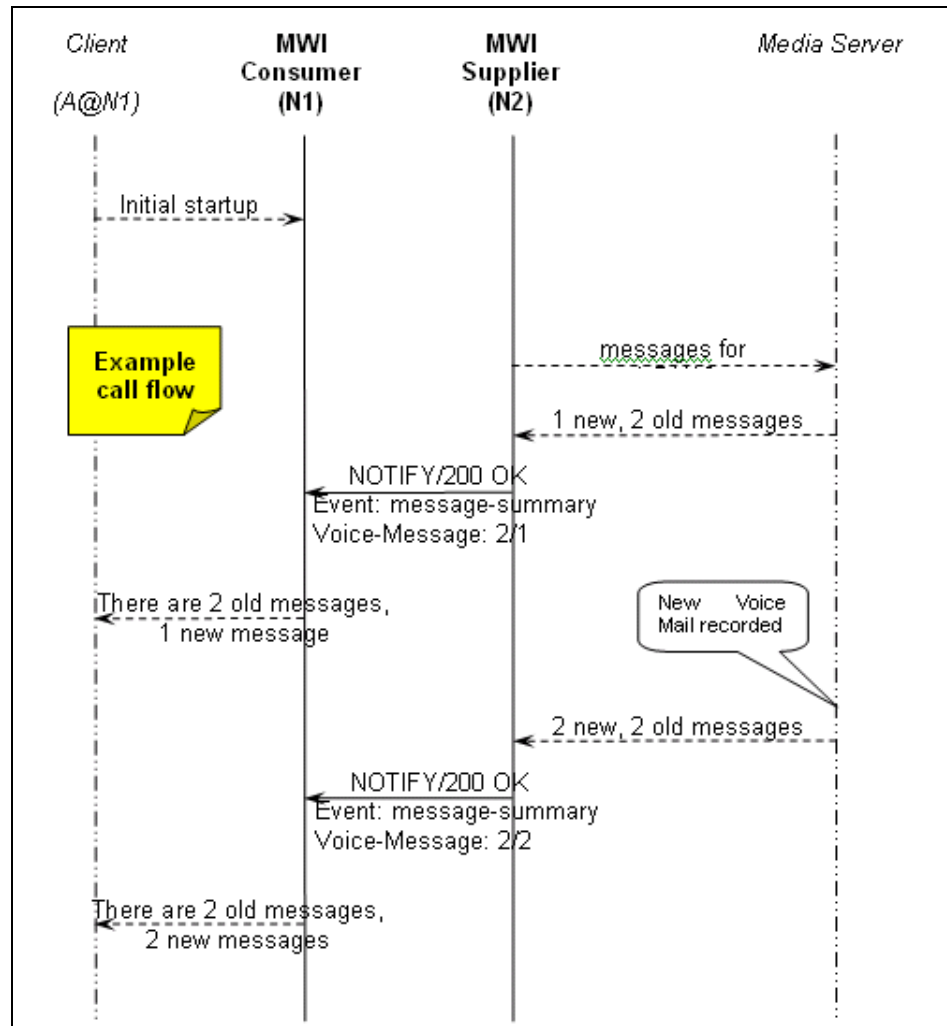 Client
(A@N1)
MWI
Consumer
(N1)
MWI
Supplier
(N2)
Media Server
Initial startup
Example
call flow
messages for
1 new, 2 old messages
NOTIFY/200 OK
Event: message-summary
Voice-Message: 2/1
There are 2 old messages,
1 new message
New Voice
Mail recorded
2 new, 2 old messages
NOTIFY/200 OK
Event: message-summary
Voice-Message: 2/2
There are 2 old messages,
2 new messages